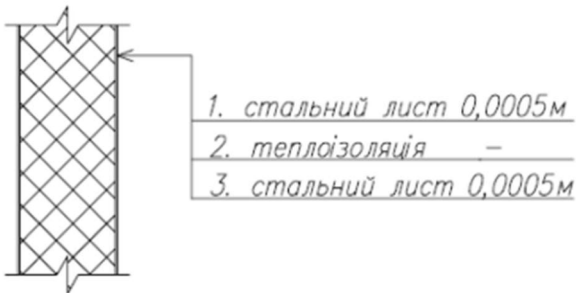 1. стальний лист 0,0005м
2. теплоізоляція –
3. стальний лист 0,0005м